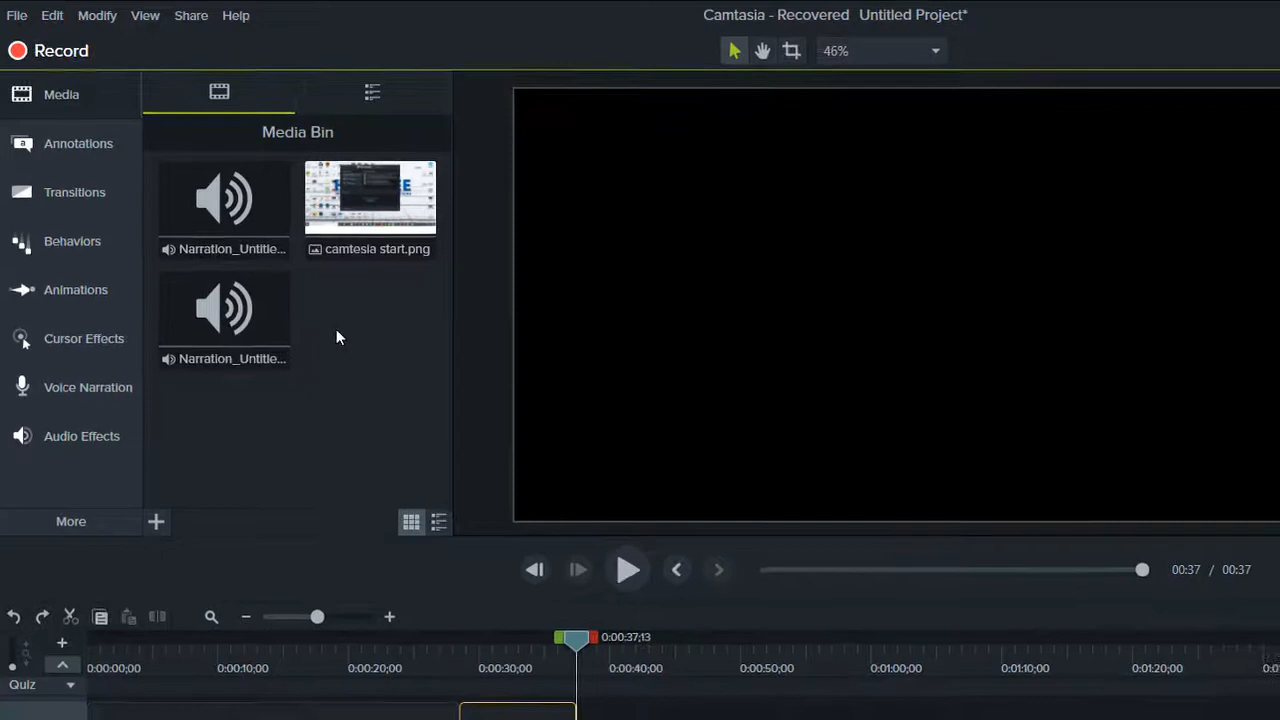 File Edit Modify View Share Help
Camtasia - Recovered Untitled Project*
Record
46%
Media
Media Bin
Annotations
Transitions
Behaviors
Animations
Cursor Effects
Voice Narration
Audio Effects
Narration_Untitle...
camtesia start.png
Narration_Untitle...
More
00:37 / 00:37
0:00:37;13
0:00:00;00 0:00:10;00 0:00:20;00 0:00:30;00 0:00:40;00 0:00:50;00 0:01:00;00 0:01:10;00 0:01:20;00
Quiz